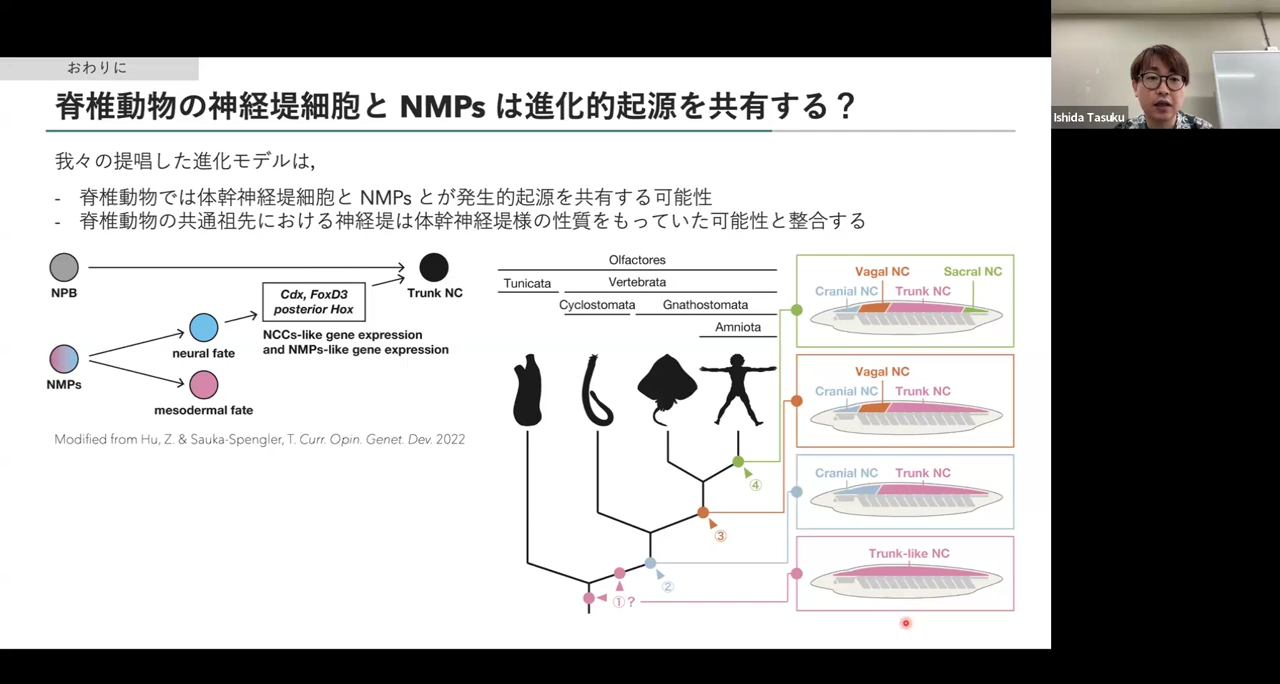 おわりに
脊椎動物の神経堤細胞と NMPs は進化的起源を共有する？
Ishida Tasuku
我々の提唱した進化モデルは,
- 脊椎動物では体幹神経堤細胞と NMPs とが発生的起源を共有する可能性
- 脊椎動物の共通祖先における神経堤は体幹神経堤様の性質をもっていた可能性と整合する
NPB
Trunk NC
Cdx, FoxD3
posterior Hox
NCCs-like gene expression
and NMPs-like gene expression
neural fate
NMPs
mesodermal fate
Modified from Hu, Z. & Sauka-Spengler, T. Curr. Opin. Genet. Dev. 2022
Olfactores
Tunicata
Vertebrata
Cyclostomata
Gnathostomata
Amniota
④
③
②
①？
Vagal NC
Sacral NC
Cranial NC
Trunk NC
Vagal NC
Cranial NC
Trunk NC
Cranial NC
Trunk NC
Trunk-like NC